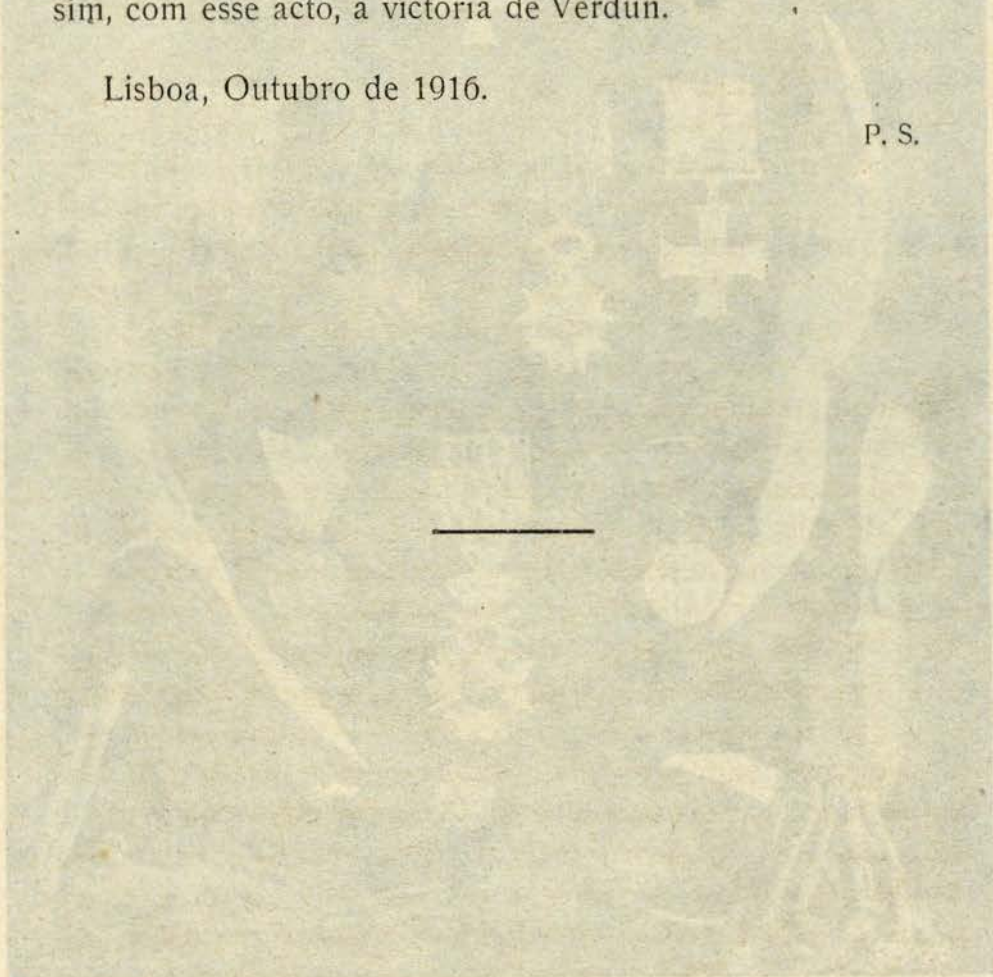 sim, com esse acto, a victoria de Verdun.
Lisboa, Outubro de 1916.
P. S.